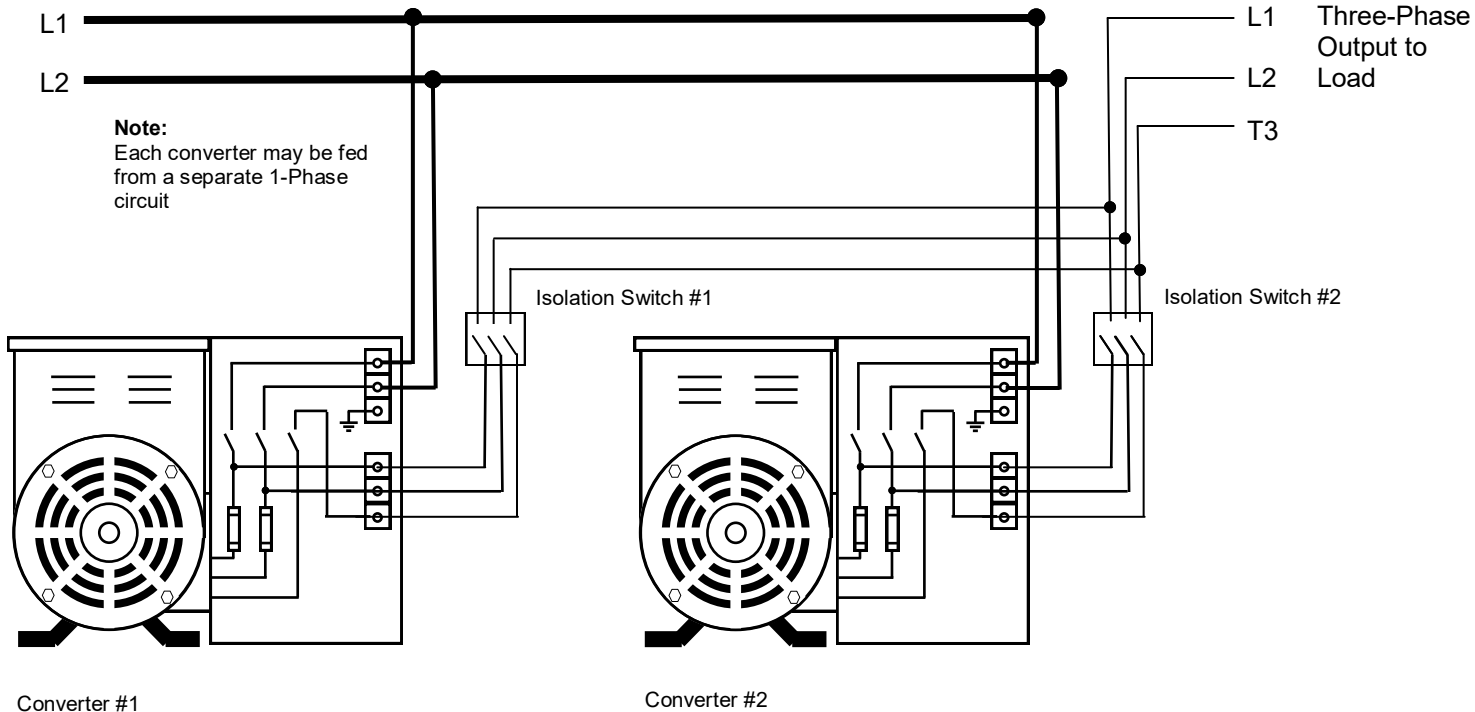 L1
L2
Note:
Each converter may be fed
from a separate 1-Phase
circuit
L1
L2
T3
Three-Phase
Output to
Load
Isolation Switch #1
Isolation Switch #2
Converter #1
Converter #2